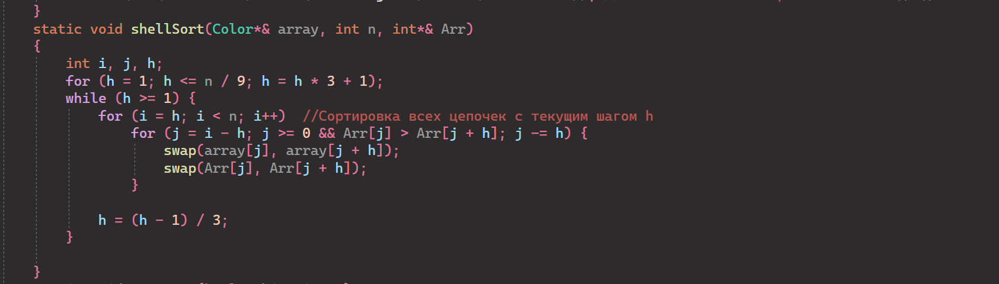 }
static void shellSort(Color*& array, int n, int*& Arr)
{
int i, j, h;
for (h = 1; h <= n / 9; h = h * 3 + 1);
while (h >= 1) {
for (i = h; i < n; i++) //Сортировка всех цепочек с текущим шагом h
for (j = i - h; j >= 0 && Arr[j] > Arr[j + h]; j -= h) {
swap(array[j], array[j + h]);
swap(Arr[j], Arr[j + h]);
}
h = (h - 1) / 3;
}
}